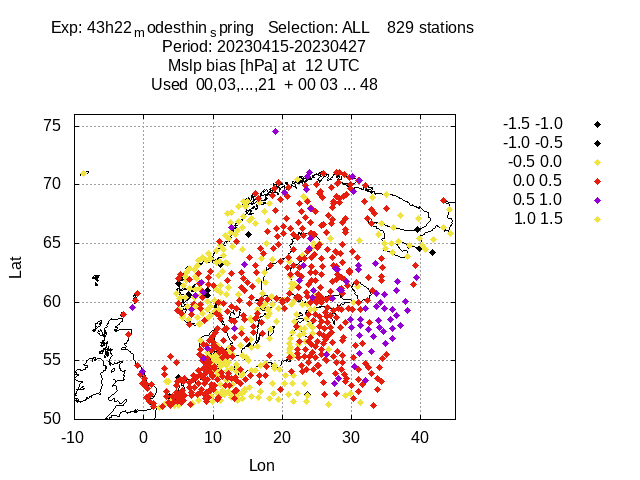 Exp: 43h22modesthinspring Selection: ALL 829 stations
Period: 20230415-20230427
Mslp bias [hPa] at 12 UTC
Used 00,03,...,21 + 00 03 ... 48
-1.5 -1.0
-1.0 -0.5
-0.5 0.0
0.0 0.5
0.5 1.0
1.0 1.5
75
70
65
60
55
50
Lat
-10 0 10 20 30 40
Lon